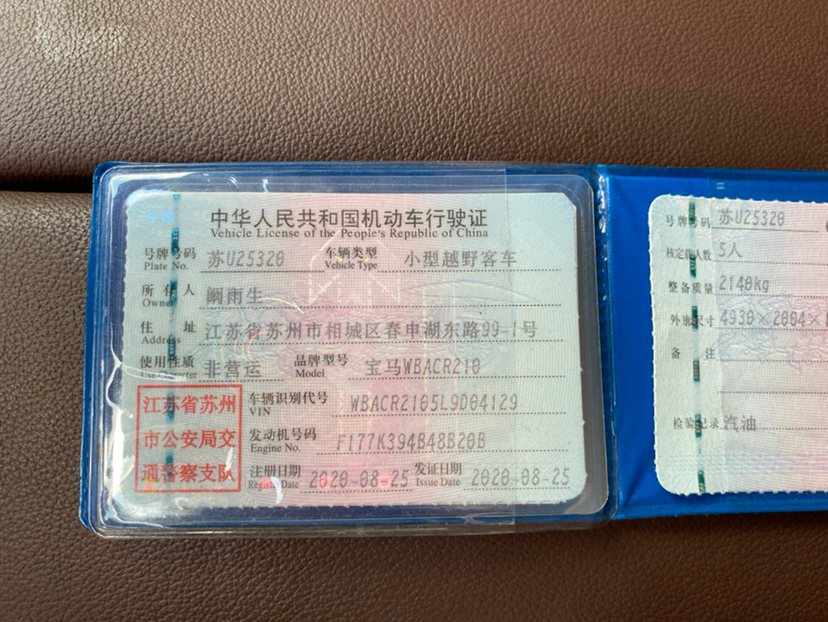 中华人民共和国机动车行驶证
Vehicle License of the People's Republic of China
号牌号码 苏U25320 车辆类型 小型越野客车
Plate No. Vehicle Type
所有人 阚雨生
Owner
住址 江苏省苏州市相城区春申湖东路99-1号
Address
使用性质 非营运 品牌型号 宝马WBACR210
Use Character Model
江苏省苏州
市公安局交
通警察支队
车辆识别代号 WBACR2105L9D04129
VIN
发动机号码 F177K394B48B20B
Engine No.
注册日期 2020-08-25 发证日期 2020-08-25
Register Date Issue Date
号牌号码 苏U25320
核定载人数 5人
整备质量 2140kg
外廓尺寸 4930×2004×
备注
检验记录 汽油